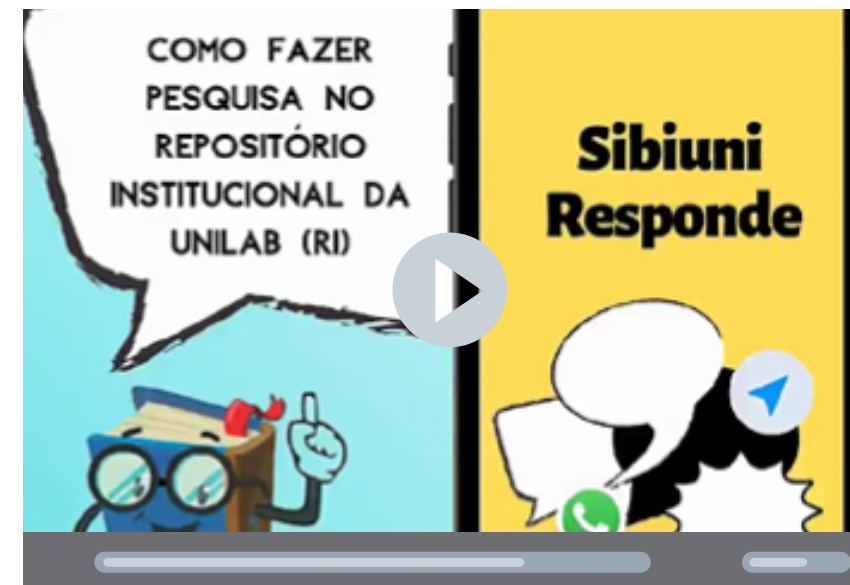 COMO FAZER
PESQUISA NO
REPOSITÓRIO
INSTITUCIONAL DA
UNILAB (RI)
Sibiuni
Responde